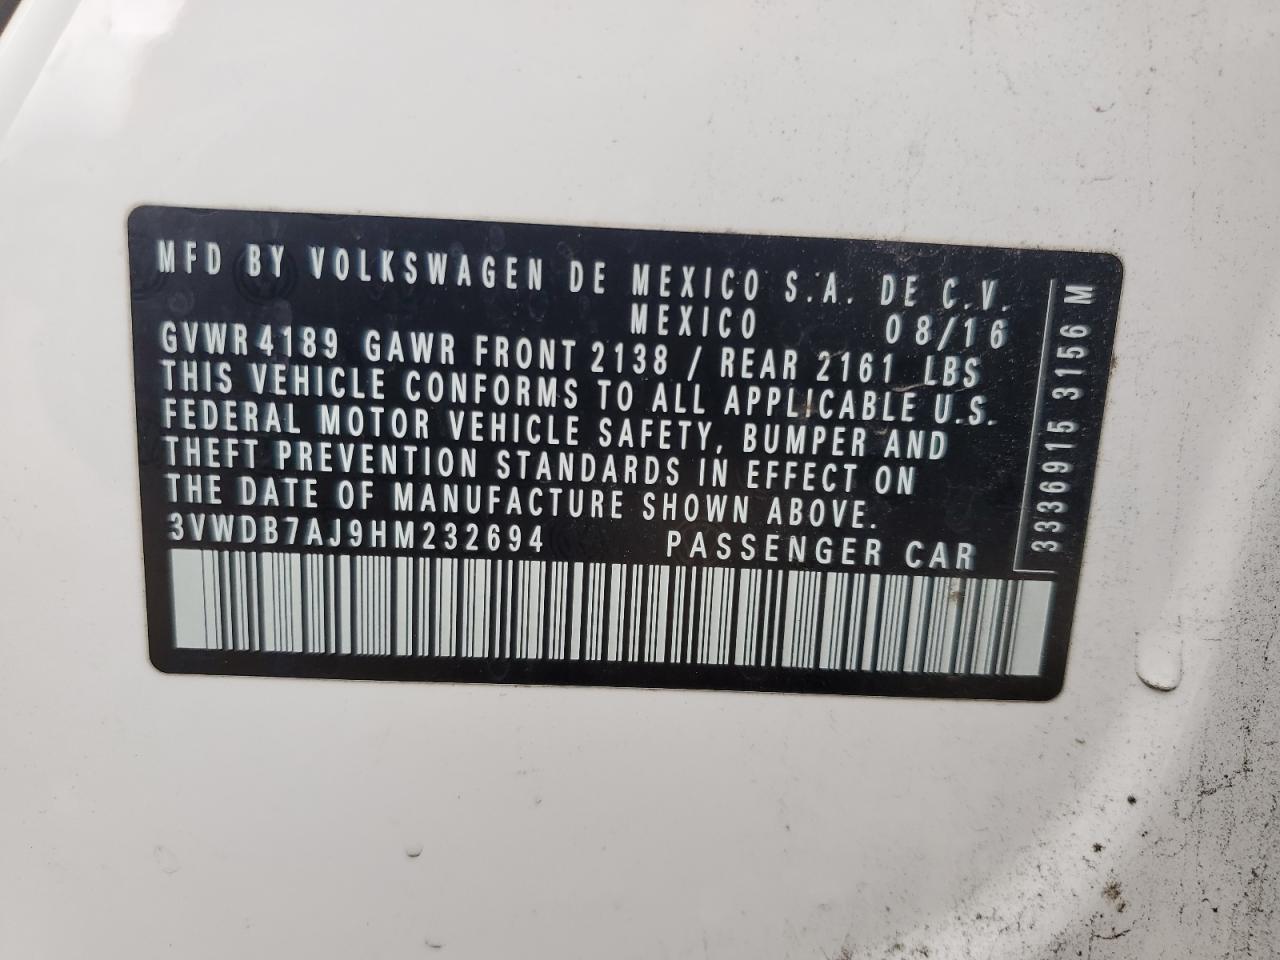 MFD BY VOLKSWAGEN DE MEXICO S.A. DE C.V.
MEXICO 08/16
GVWR 4189 GAWR FRONT 2138 / REAR 2161 LBS
THIS VEHICLE CONFORMS TO ALL APPLICABLE U.S.
FEDERAL MOTOR VEHICLE SAFETY, BUMPER AND
THEFT PREVENTION STANDARDS IN EFFECT ON
THE DATE OF MANUFACTURE SHOWN ABOVE.
3VWDB7AJ9HM232694 PASSENGER CAR
3336915 3156 M